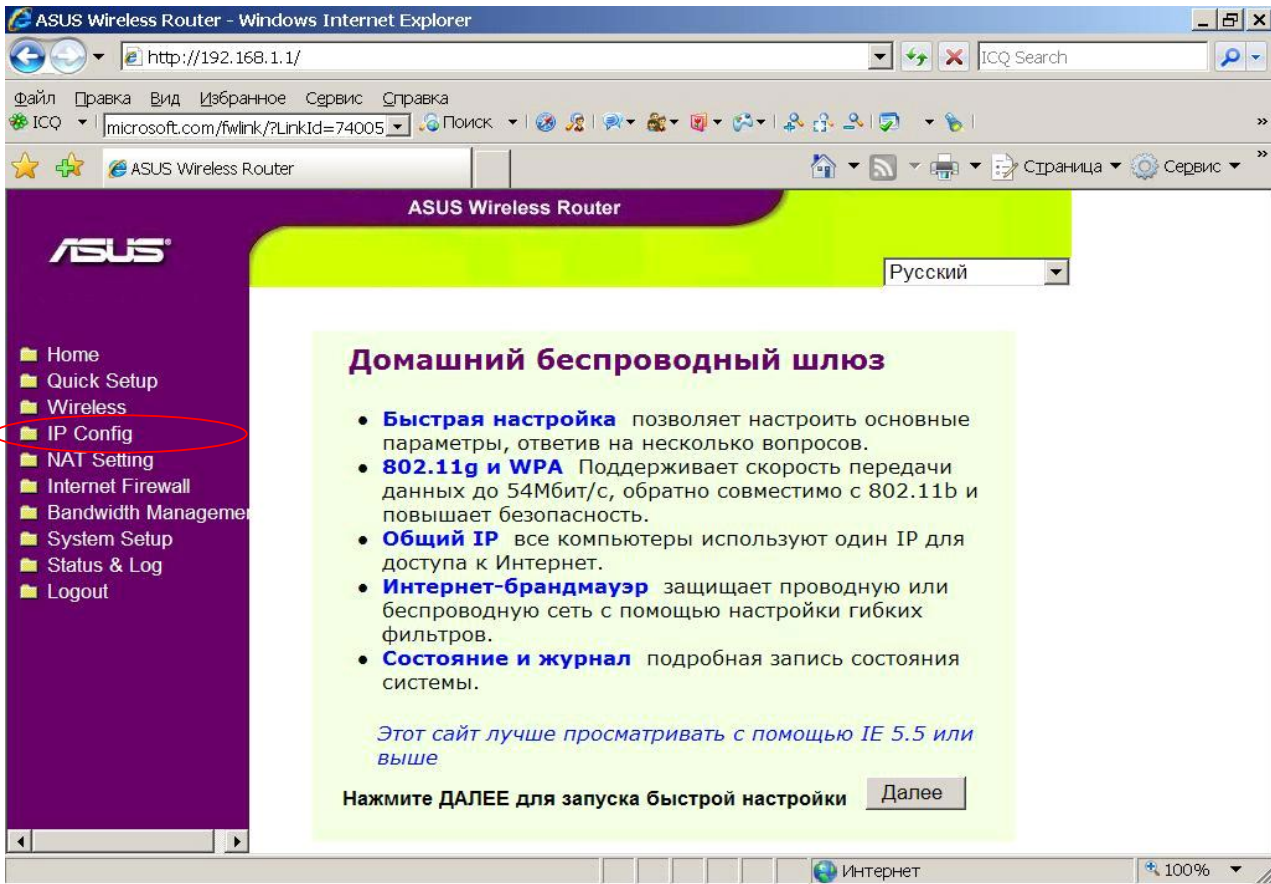 ASUS Wireless Router - Windows Internet Explorer
http://192.168.1.1/
ICQ Search
Файл Правка Вид Избранное Сервис Справка
ICQ microsoft.com/fwlink/?LinkId=74005 Поиск »
ASUS Wireless Router Страница Сервис »
ASUS Wireless Router
ASUS
Русский
Home
Quick Setup
Wireless
IP Config
NAT Setting
Internet Firewall
Bandwidth Managemen
System Setup
Status & Log
Logout
Домашний беспроводный шлюз
• Быстрая настройка позволяет настроить основные
параметры, ответив на несколько вопросов.
• 802.11g и WPA Поддерживает скорость передачи
данных до 54Мбит/с, обратно совместимо с 802.11b и
повышает безопасность.
• Общий IP все компьютеры используют один IP для
доступа к Интернет.
• Интернет-брандмауэр защищает проводную или
беспроводную сеть с помощью настройки гибких
фильтров.
• Состояние и журнал подробная запись состояния
системы.
Этот сайт лучше просматривать с помощью IE 5.5 или
выше
Нажмите ДАЛЕЕ для запуска быстрой настройки Далее
Интернет 100%